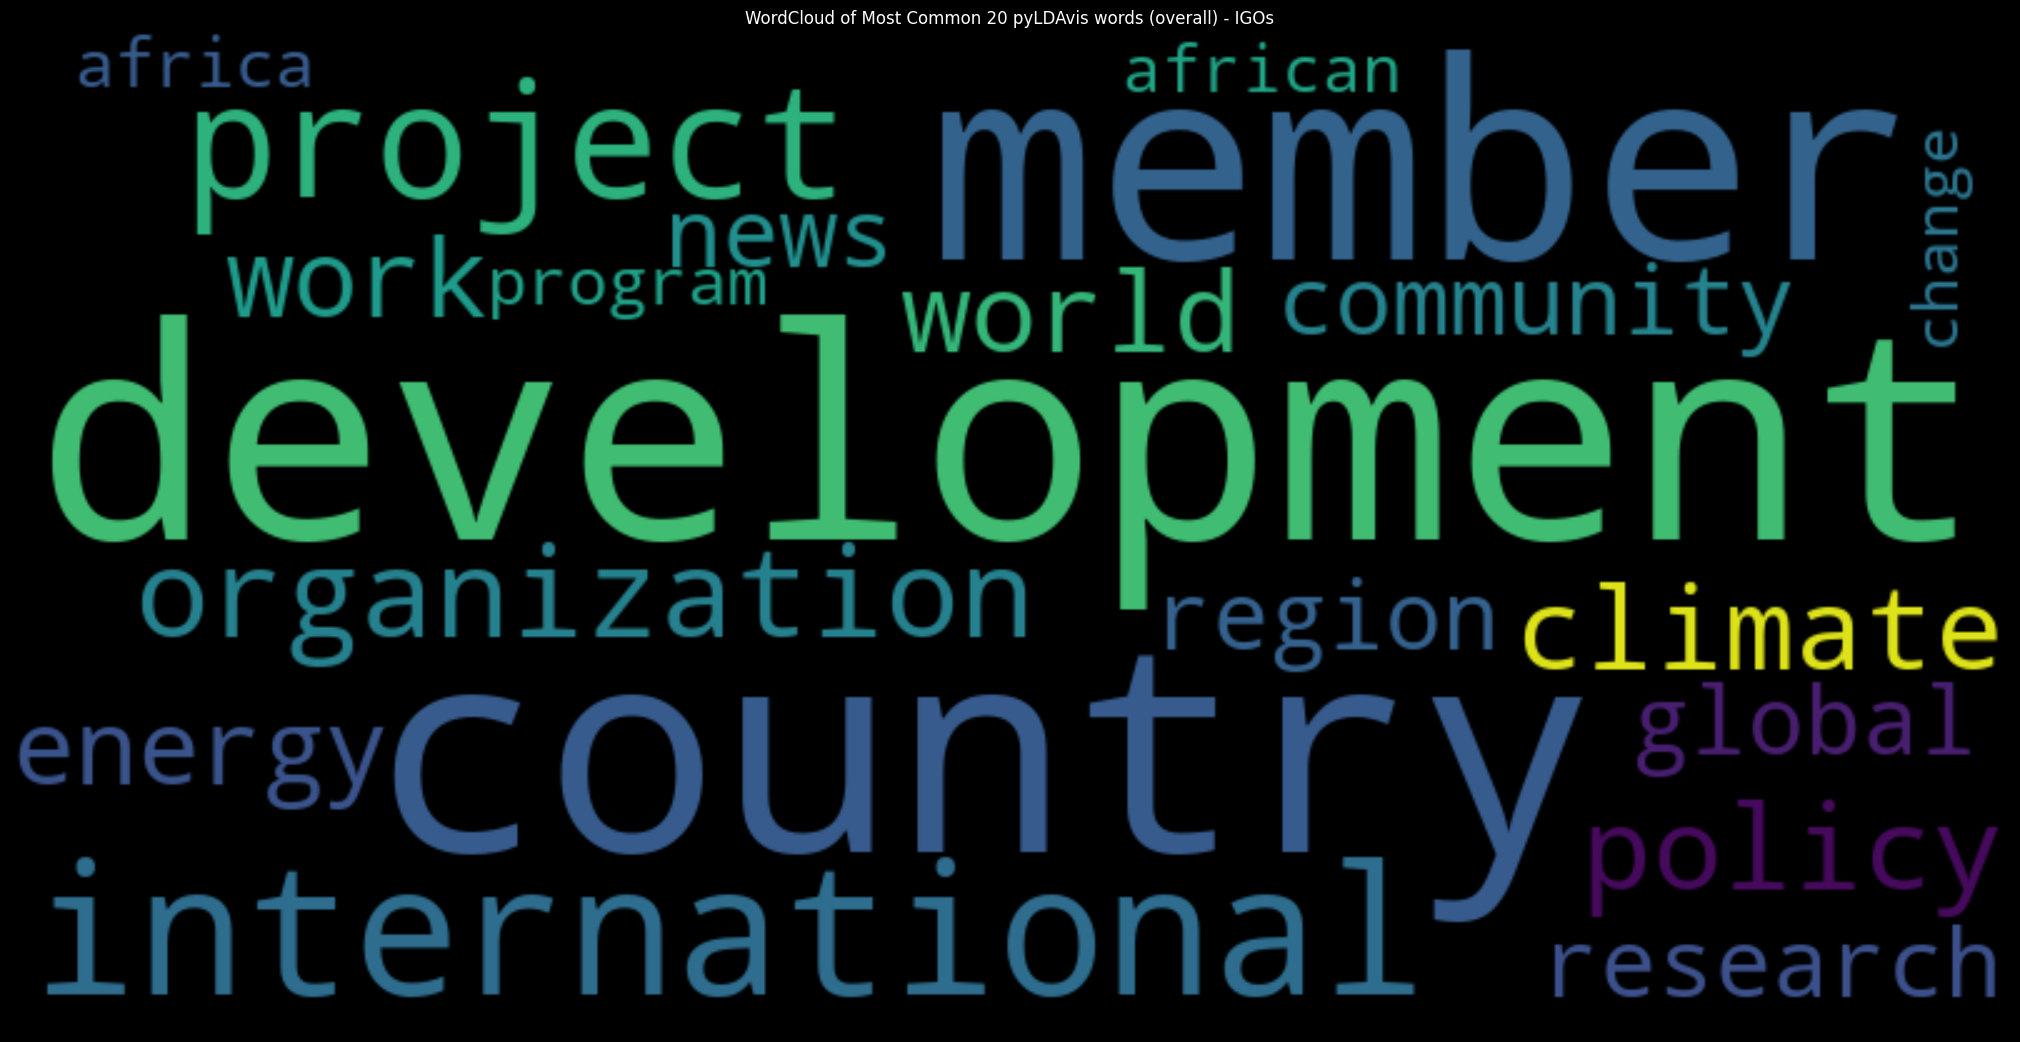 WordCloud of Most Common 20 pyLDAvis words (overall) - IGOs
africa
african
project
member
change
news
work
program
world
community
development
organization
region
climate
energy
country
global
policy
international
research